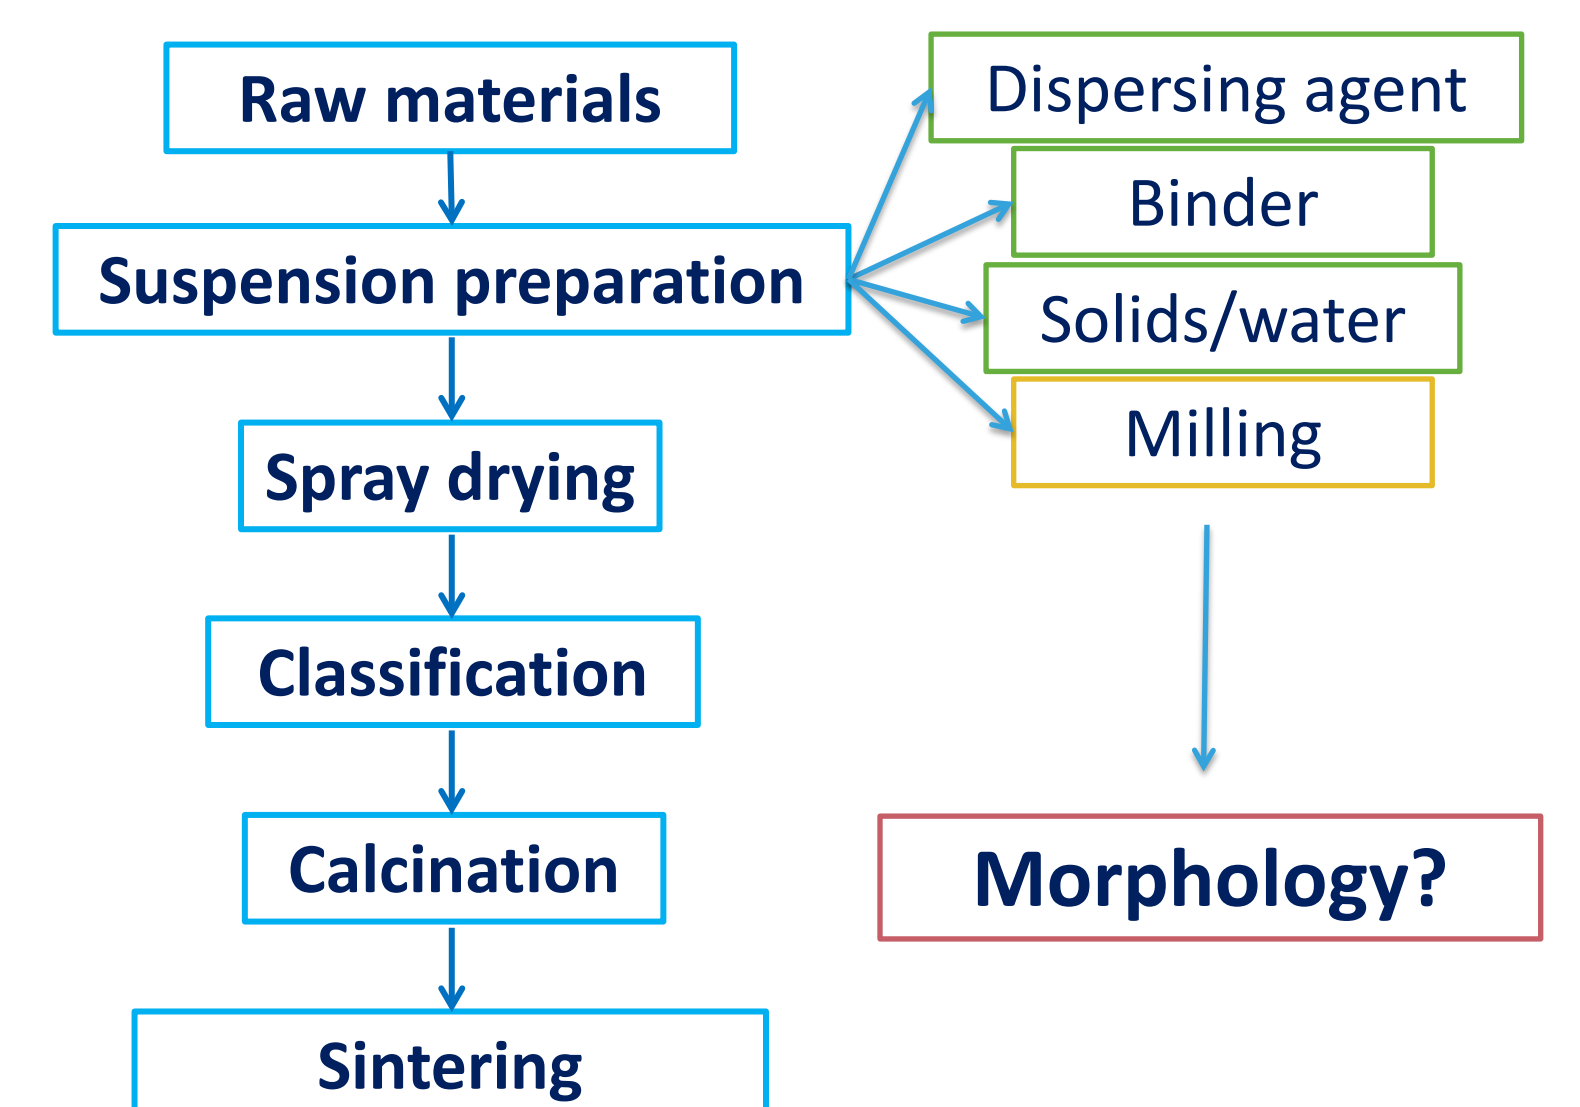 Raw materials
Suspension preparation
Spray drying
Classification
Calcination
Sintering
Dispersing agent
Binder
Solids/water
Milling
Morphology?